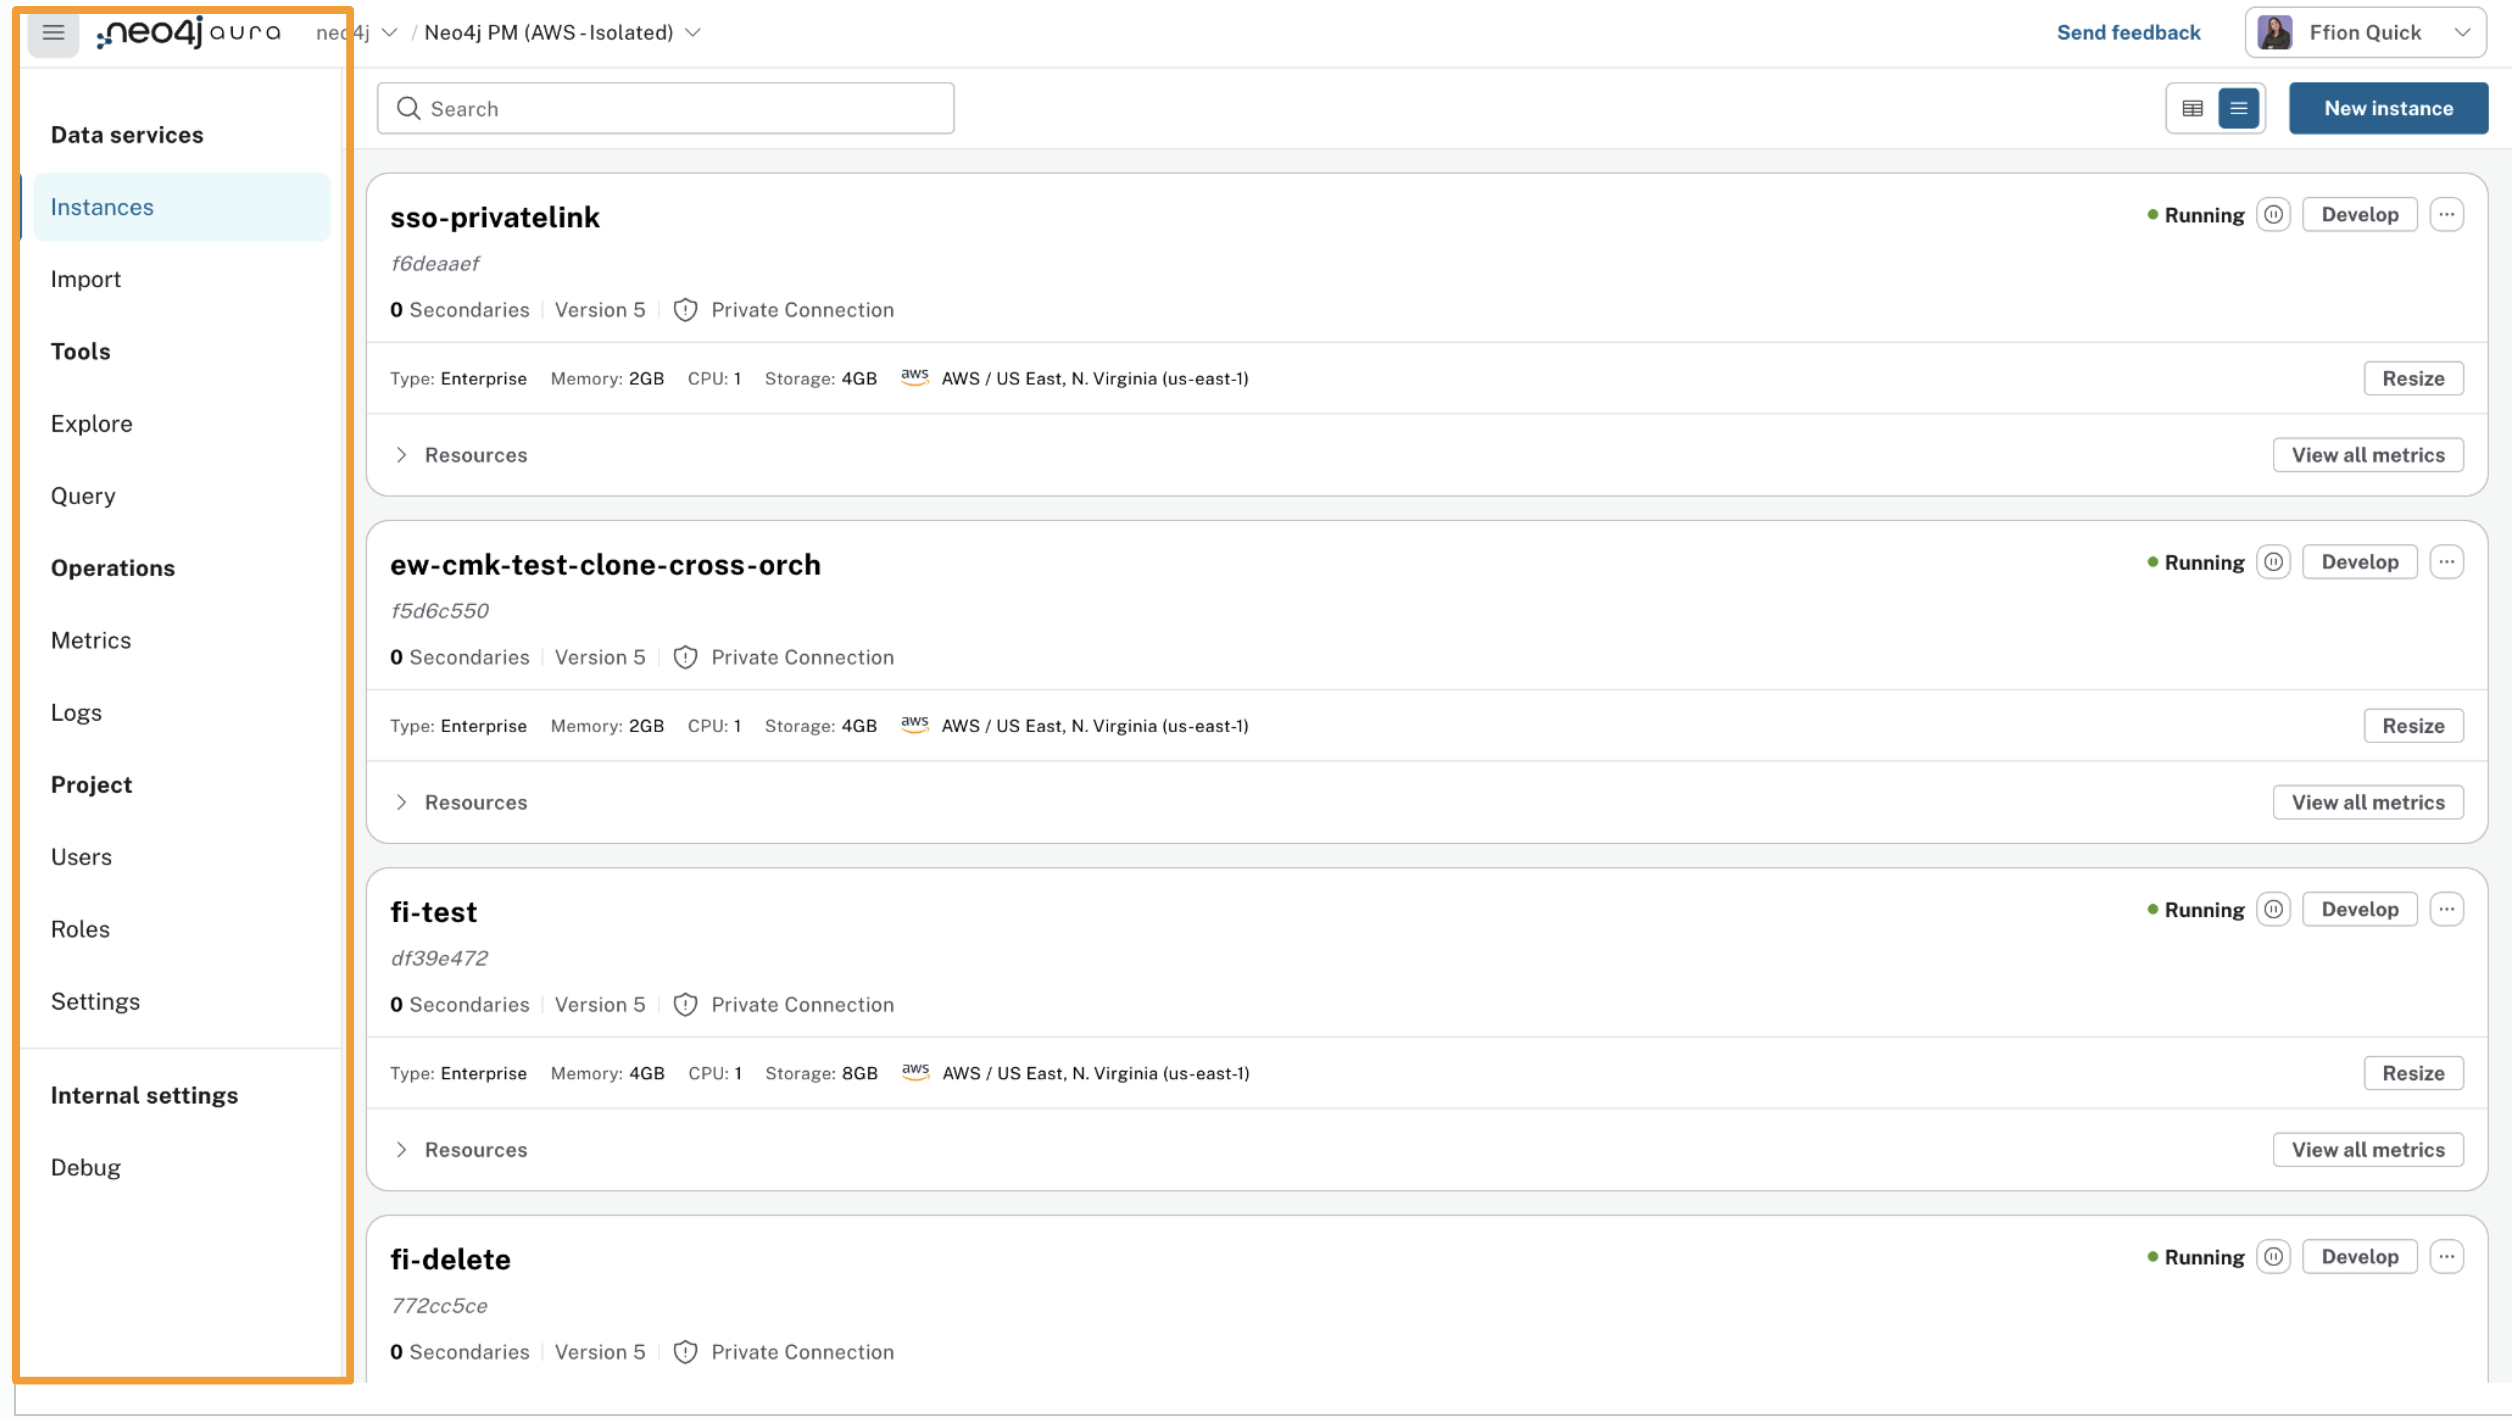 neo4j aura neo4j / Neo4j PM (AWS - Isolated) Send feedback Ffion Quick
Data services
Instances
Import
Tools
Explore
Query
Operations
Metrics
Logs
Project
Users
Roles
Settings
Internal settings
Debug
Search New instance
sso-privatelink Running Develop
f6deaaef
0 Secondaries Version 5 Private Connection
Type: Enterprise Memory: 2GB CPU: 1 Storage: 4GB aws AWS / US East, N. Virginia (us-east-1) Resize
Resources View all metrics
ew-cmk-test-clone-cross-orch Running Develop
f5d6c550
0 Secondaries Version 5 Private Connection
Type: Enterprise Memory: 2GB CPU: 1 Storage: 4GB aws AWS / US East, N. Virginia (us-east-1) Resize
Resources View all metrics
fi-test Running Develop
df39e472
0 Secondaries Version 5 Private Connection
Type: Enterprise Memory: 4GB CPU: 1 Storage: 8GB aws AWS / US East, N. Virginia (us-east-1) Resize
Resources View all metrics
fi-delete Running Develop
772cc5ce
0 Secondaries Version 5 Private Connection